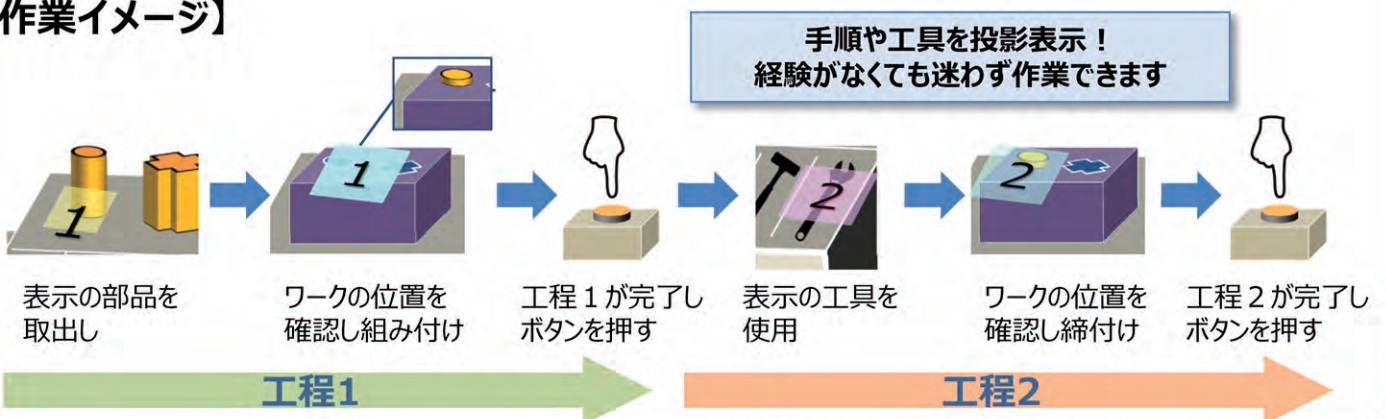 作業イメージ】
手順や工具を投影表示！
経験がなくても迷わず作業できます
1
1
2
2
表示の部品を
取出し
ワークの位置を
確認し組み付け
工程１が完了し
ボタンを押す
表示の工具を
使用
ワークの位置を
確認し締付け
工程２が完了し
ボタンを押す
工程1
工程2